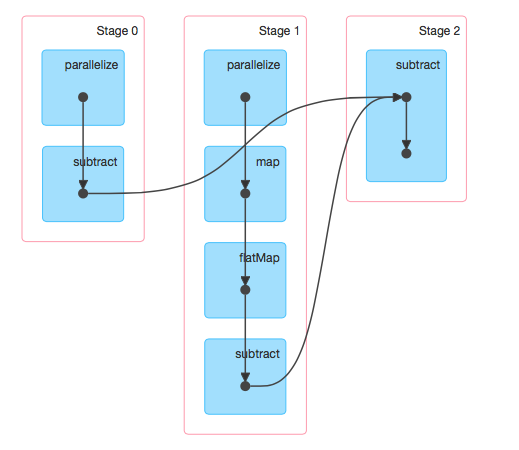 Stage 0
parallelize
subtract
Stage 1
parallelize
map
flatMap
subtract
Stage 2
subtract